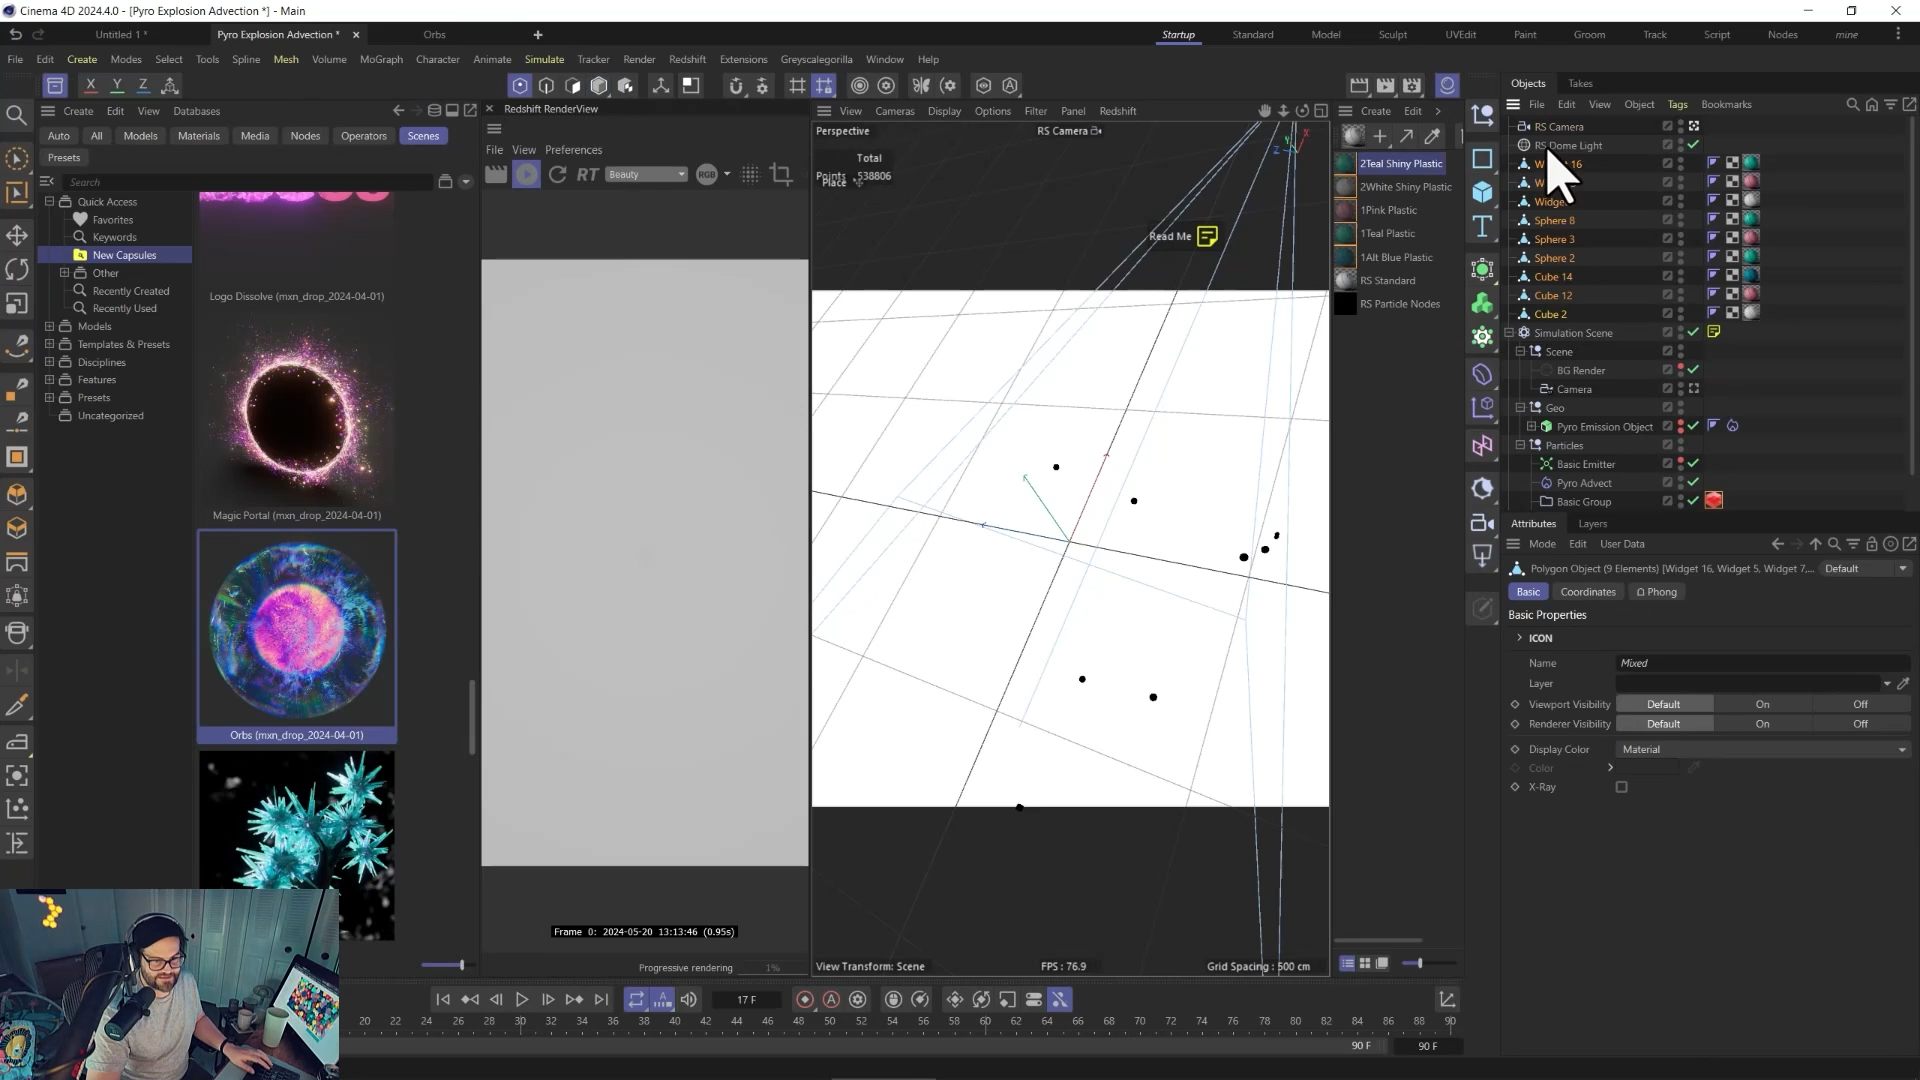 Cinema 4D 2024.4.0 - [Pyro Explosion Advection *] - Main
Untitled 1 *
Pyro Explosion Advection *
Orbs
Startup
Standard
Model
Sculpt
UVEdit
Paint
Groom
Track
Script
Nodes
mine
File Edit Create Modes Select Tools Spline Mesh Volume MoGraph Character Animate Simulate Tracker Render Redshift Extensions Greyscalegorilla Window Help
X Y Z
Create Edit View Databases
Auto All Models Materials Media Nodes Operators Scenes
Presets
Search
Quick Access
Favorites
Keywords
New Capsules
Other
Recently Created
Recently Used
Models
Templates & Presets
Disciplines
Features
Presets
Uncategorized
Logo Dissolve (mxn_drop_2024-04-01)
Magic Portal (mxn_drop_2024-04-01)
Orbs (mxn_drop_2024-04-01)
Redshift RenderView
File View Preferences
RT Beauty RGB
Frame 0: 2024-05-20 13:13:46 (0.95s)
Progressive rendering 1%
View Cameras Display Options Filter Panel Redshift
Perspective
RS Camera
Total
Points 538806
Place
Read Me
X
Y
Z
View Transform: Scene
FPS : 76.9
Grid Spacing : 500 cm
Create Edit
2Teal Shiny Plastic
2White Shiny Plastic
1Pink Plastic
1Teal Plastic
1Alt Blue Plastic
RS Standard
RS Particle Nodes
Objects Takes
File Edit View Object Tags Bookmarks
RS Camera
RS Dome Light
Sphere 8
Sphere 3
Sphere 2
Cube 14
Cube 12
Cube 2
Simulation Scene
Scene
BG Render
Camera
Geo
Pyro Emission Object
Particles
Basic Emitter
Pyro Advect
Basic Group
Attributes Layers
Mode Edit User Data
Polygon Object (9 Elements) [Widget 16, Widget 5, Widget 7,...
Default
Basic Coordinates Phong
Basic Properties
ICON
Name Mixed
Layer
Viewport Visibility Default On Off
Renderer Visibility Default On Off
Display Color Material
Color
X-Ray
17 F
20 22 24 26 28 30 32 34 36 38 40 42 44 46 48 50 52 54 56 58 60 62 64 66 68 70 72 74 76 78 80 82 84 86 88 90
90 F
90 F